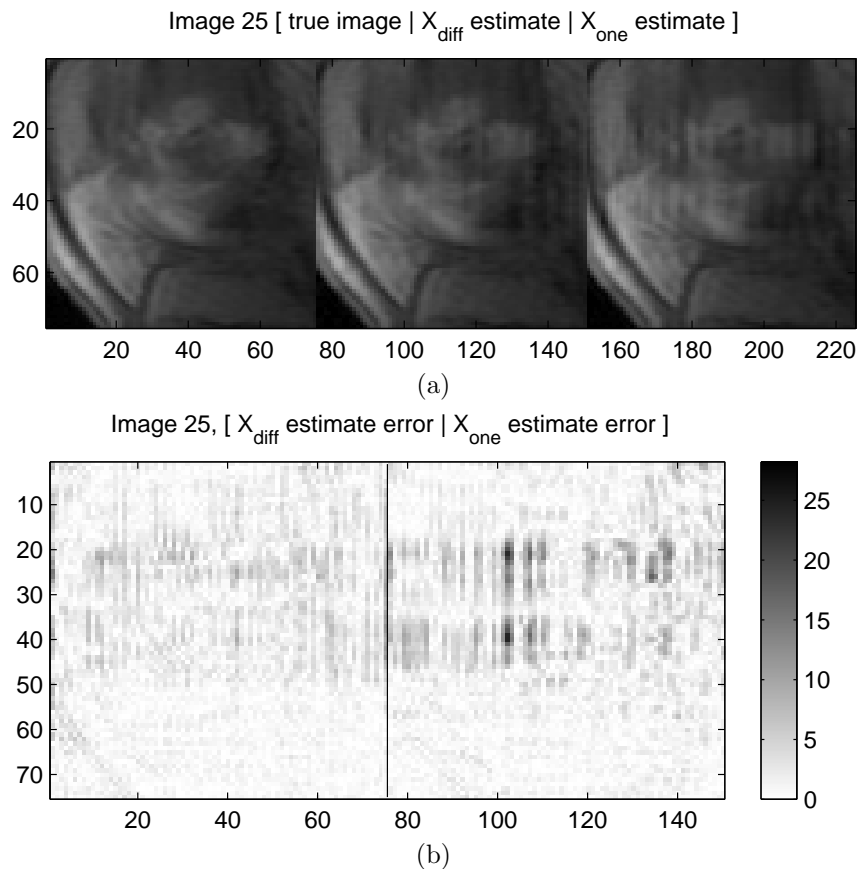 Image 25 [ true image | X_diff estimate | X_one estimate ]
20
40
60
20 40 60 80 100 120 140 160 180 200 220
(a)
Image 25, [ X_diff estimate error | X_one estimate error ]
10
20
30
40
50
60
70
20 40 60 80 100 120 140
25
20
15
10
5
0
(b)